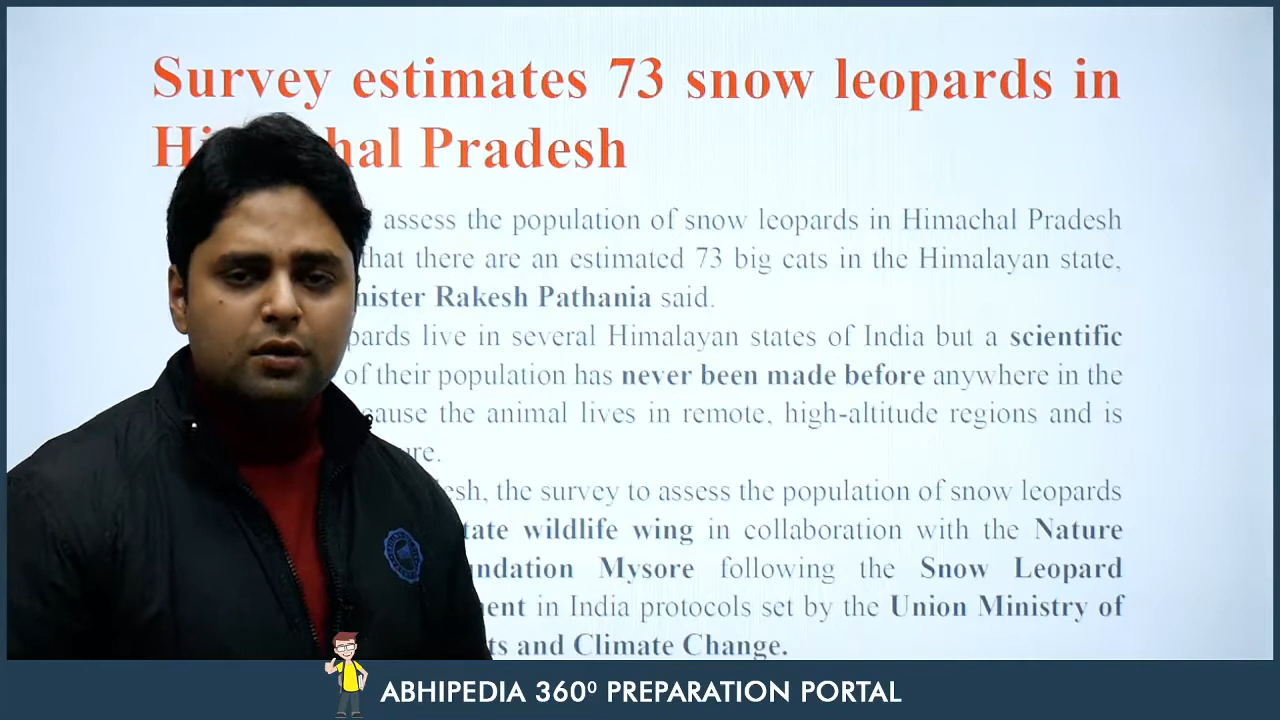 Survey estimates 73 snow leopards in
Hi hal Pradesh
assess the population of snow leopards in Himachal Pradesh
that there are an estimated 73 big cats in the Himalayan state,
nister Rakesh Pathania said.
pards live in several Himalayan states of India but a scientific
of their population has never been made before anywhere in the
cause the animal lives in remote, high-altitude regions and is
ure.
esh, the survey to assess the population of snow leopards
tate wildlife wing in collaboration with the Nature
ndation Mysore following the Snow Leopard
ent in India protocols set by the Union Ministry of
ts and Climate Change.
ABHIPEDIA 360⁰ PREPARATION PORTAL